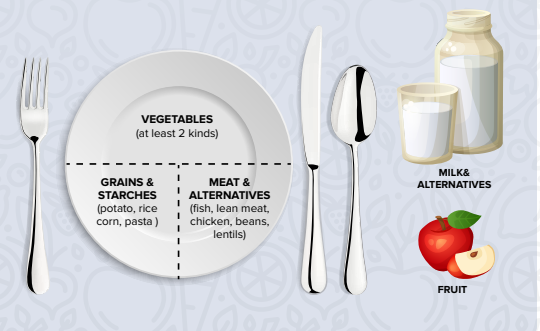 VEGETABLES
(at least 2 kinds)
GRAINS &
STARCHES
(potato, rice
corn, pasta )
MEAT &
ALTERNATIVES
(fish, lean meat,
chicken, beans,
lentils)
MILK&
ALTERNATIVES
FRUIT